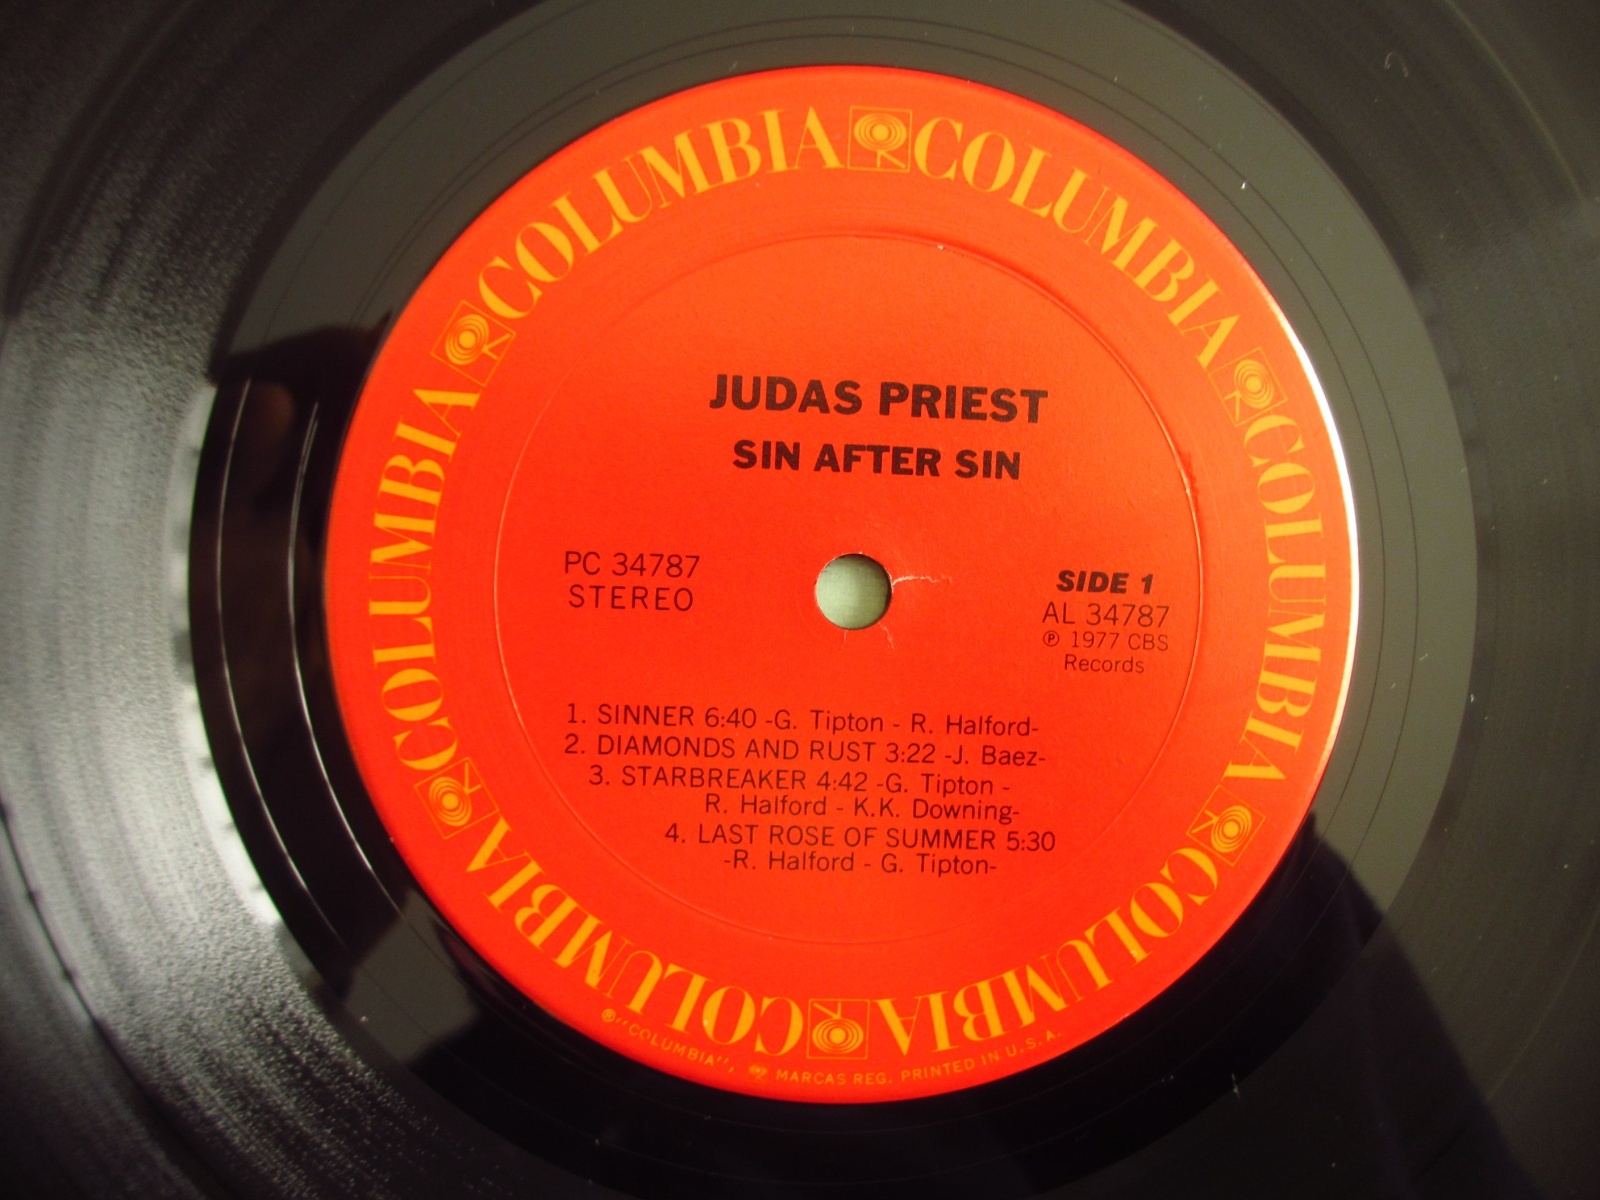 COLUMBIA COLUMBIA COLUMBIA COLUMBIA COLUMBIA COLUMBIA COLUMBIA
JUDAS PRIEST
SIN AFTER SIN
PC 34787
STEREO
SIDE 1
AL 34787
℗ 1977 CBS
Records
1. SINNER 6:40 -G. Tipton - R. Halford-
2. DIAMONDS AND RUST 3:22 -J. Baez-
3. STARBREAKER 4:42 -G. Tipton -
R. Halford - K.K. Downing-
4. LAST ROSE OF SUMMER 5:30
-R. Halford - G. Tipton-
® "COLUMBIA", MARCAS REG. PRINTED IN U.S.A.